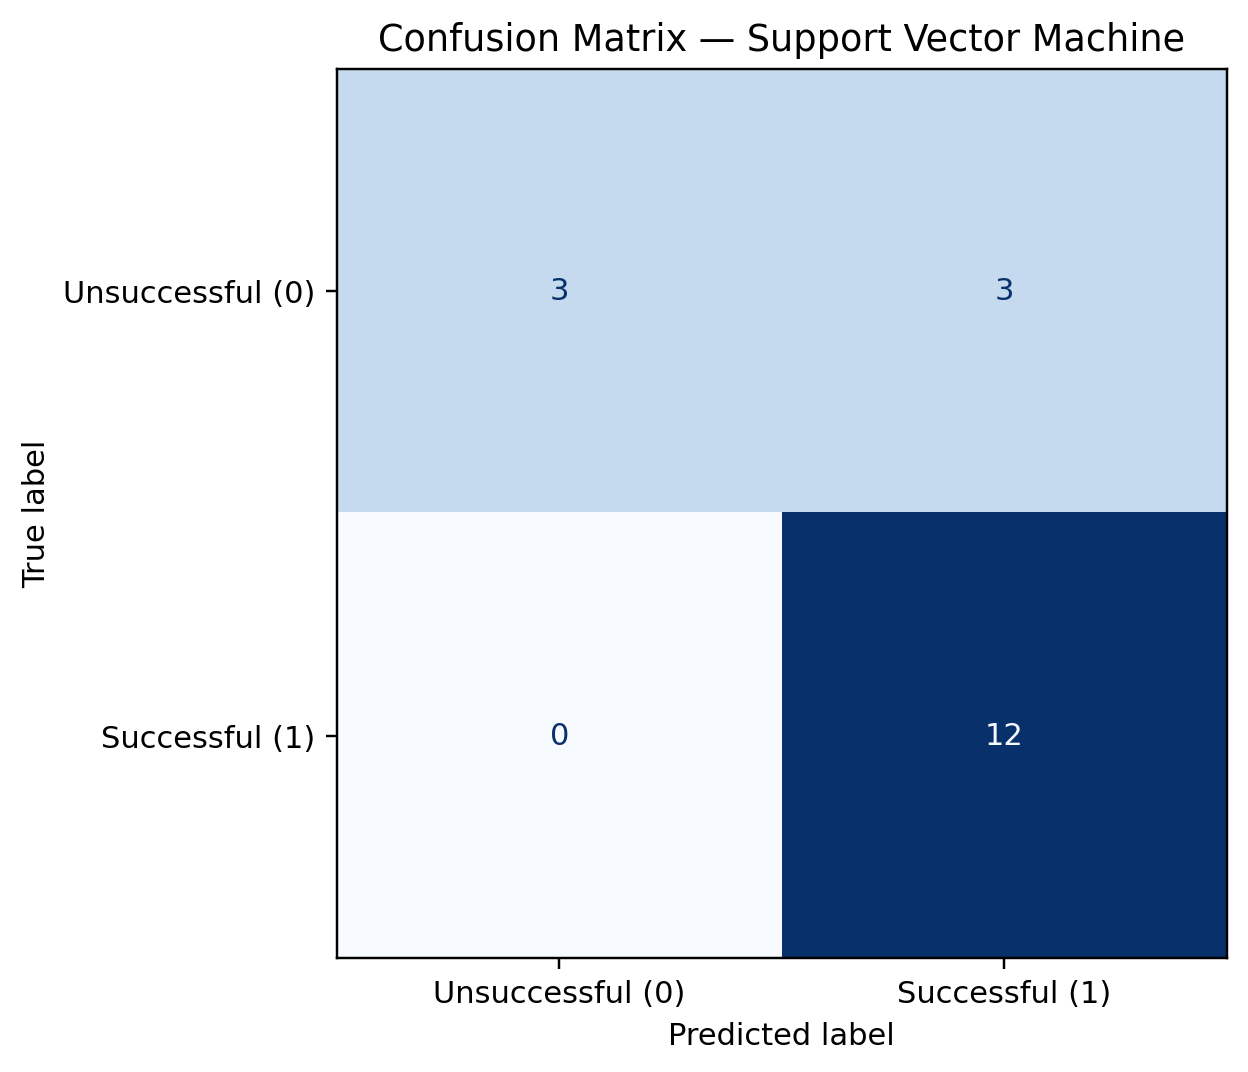 Confusion Matrix — Support Vector Machine
Unsuccessful (0)
3
3
True label
Successful (1)
0
12
Unsuccessful (0)
Successful (1)
Predicted label